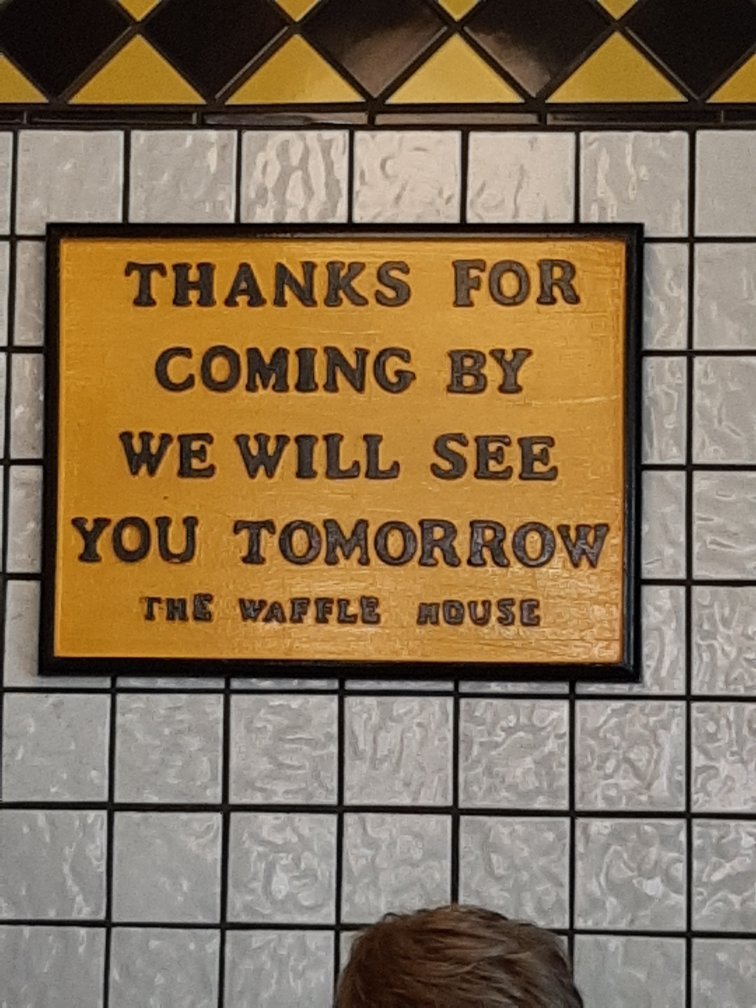 THANKS FOR
COMING BY
WE WILL SEE
YOU TOMORROW
THE WAFFLE HOUSE